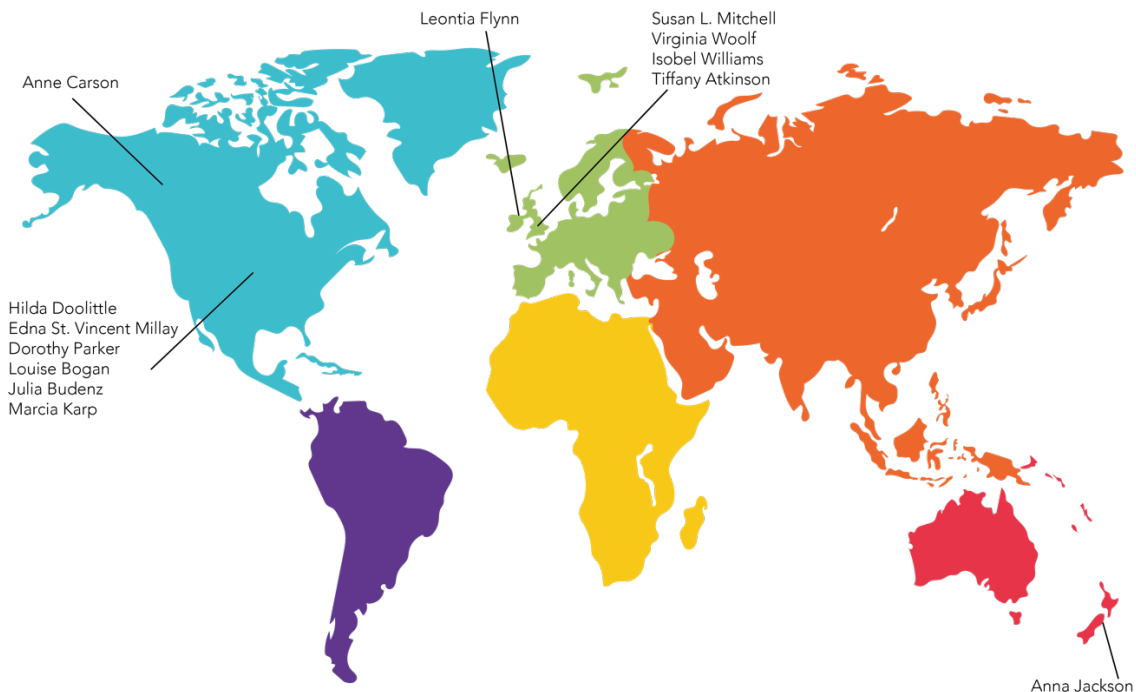 Leontia Flynn
Susan L. Mitchell
Virginia Woolf
Isobel Williams
Tiffany Atkinson
Anne Carson
Hilda Doolittle
Edna St. Vincent Millay
Dorothy Parker
Louise Bogan
Julia Budenz
Marcia Karp
Anna Jackson